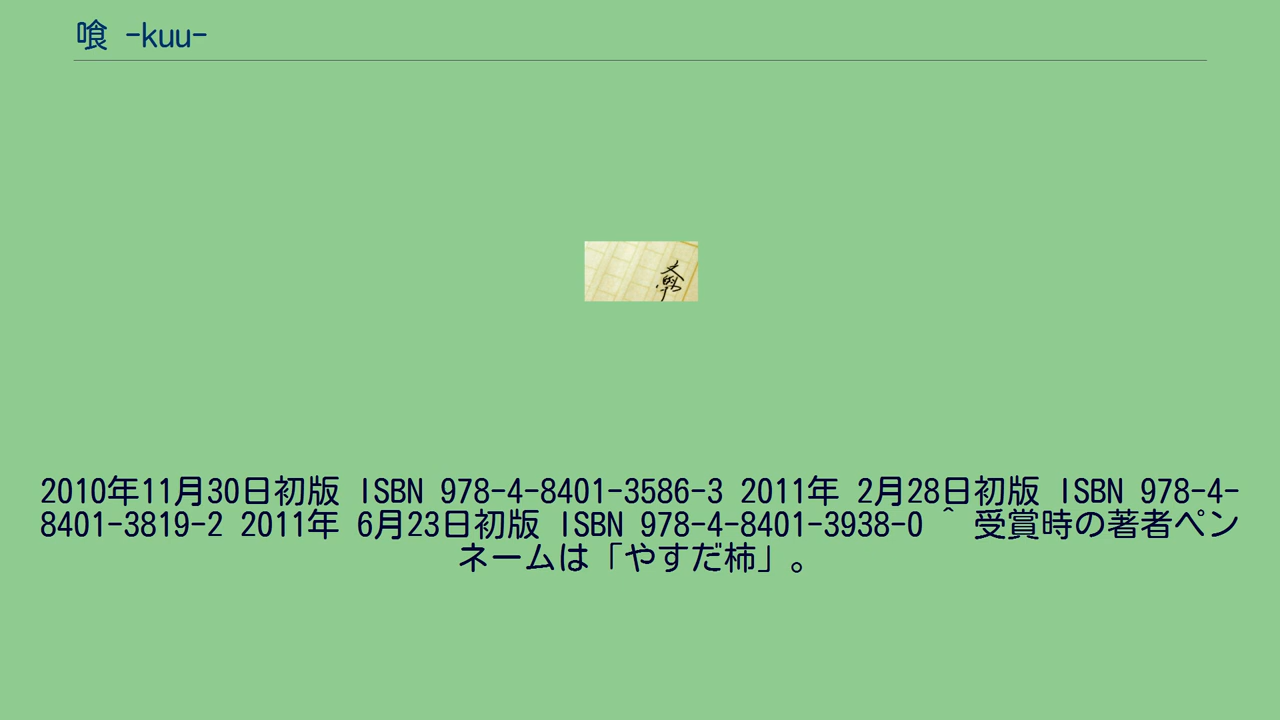 喰 -kuu-
2010年11月30日初版 ISBN 978-4-8401-3586-3 2011年 2月28日初版 ISBN 978-4-
8401-3819-2 2011年 6月23日初版 ISBN 978-4-8401-3938-0 ^ 受賞時の著者ペン
ネームは「やすだ柿」。